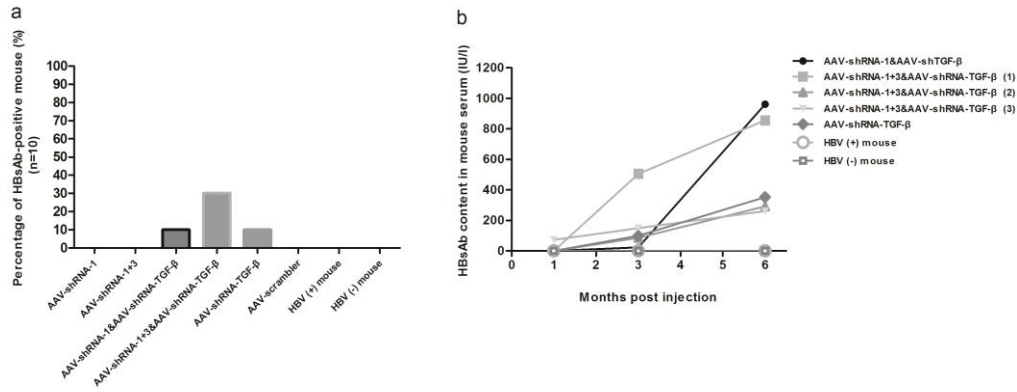 a
Percentage of HBsAb-positive mouse (%)
(n=10)
100
90
80
70
60
50
40
30
20
10
0
AAV-shRNA-1
AAV-shRNA-1+3
AAV-shRNA-1&AAV-shRNA-TGF-β
AAV-shRNA-1+3&AAV-shRNA-TGF-β
AAV-shRNA-TGF-β
AAV-scrambler
HBV (+) mouse
HBV (-) mouse
b
HBsAb content in mouse serum (IU/l)
1200
1000
800
600
400
200
0
0 1 2 3 4 5 6
Months post injection
AAV-shRNA-1&AAV-shTGF-β
AAV-shRNA-1+3&AAV-shRNA-TGF-β (1)
AAV-shRNA-1+3&AAV-shRNA-TGF-β (2)
AAV-shRNA-1+3&AAV-shRNA-TGF-β (3)
AAV-shRNA-TGF-β
HBV (+) mouse
HBV (-) mouse